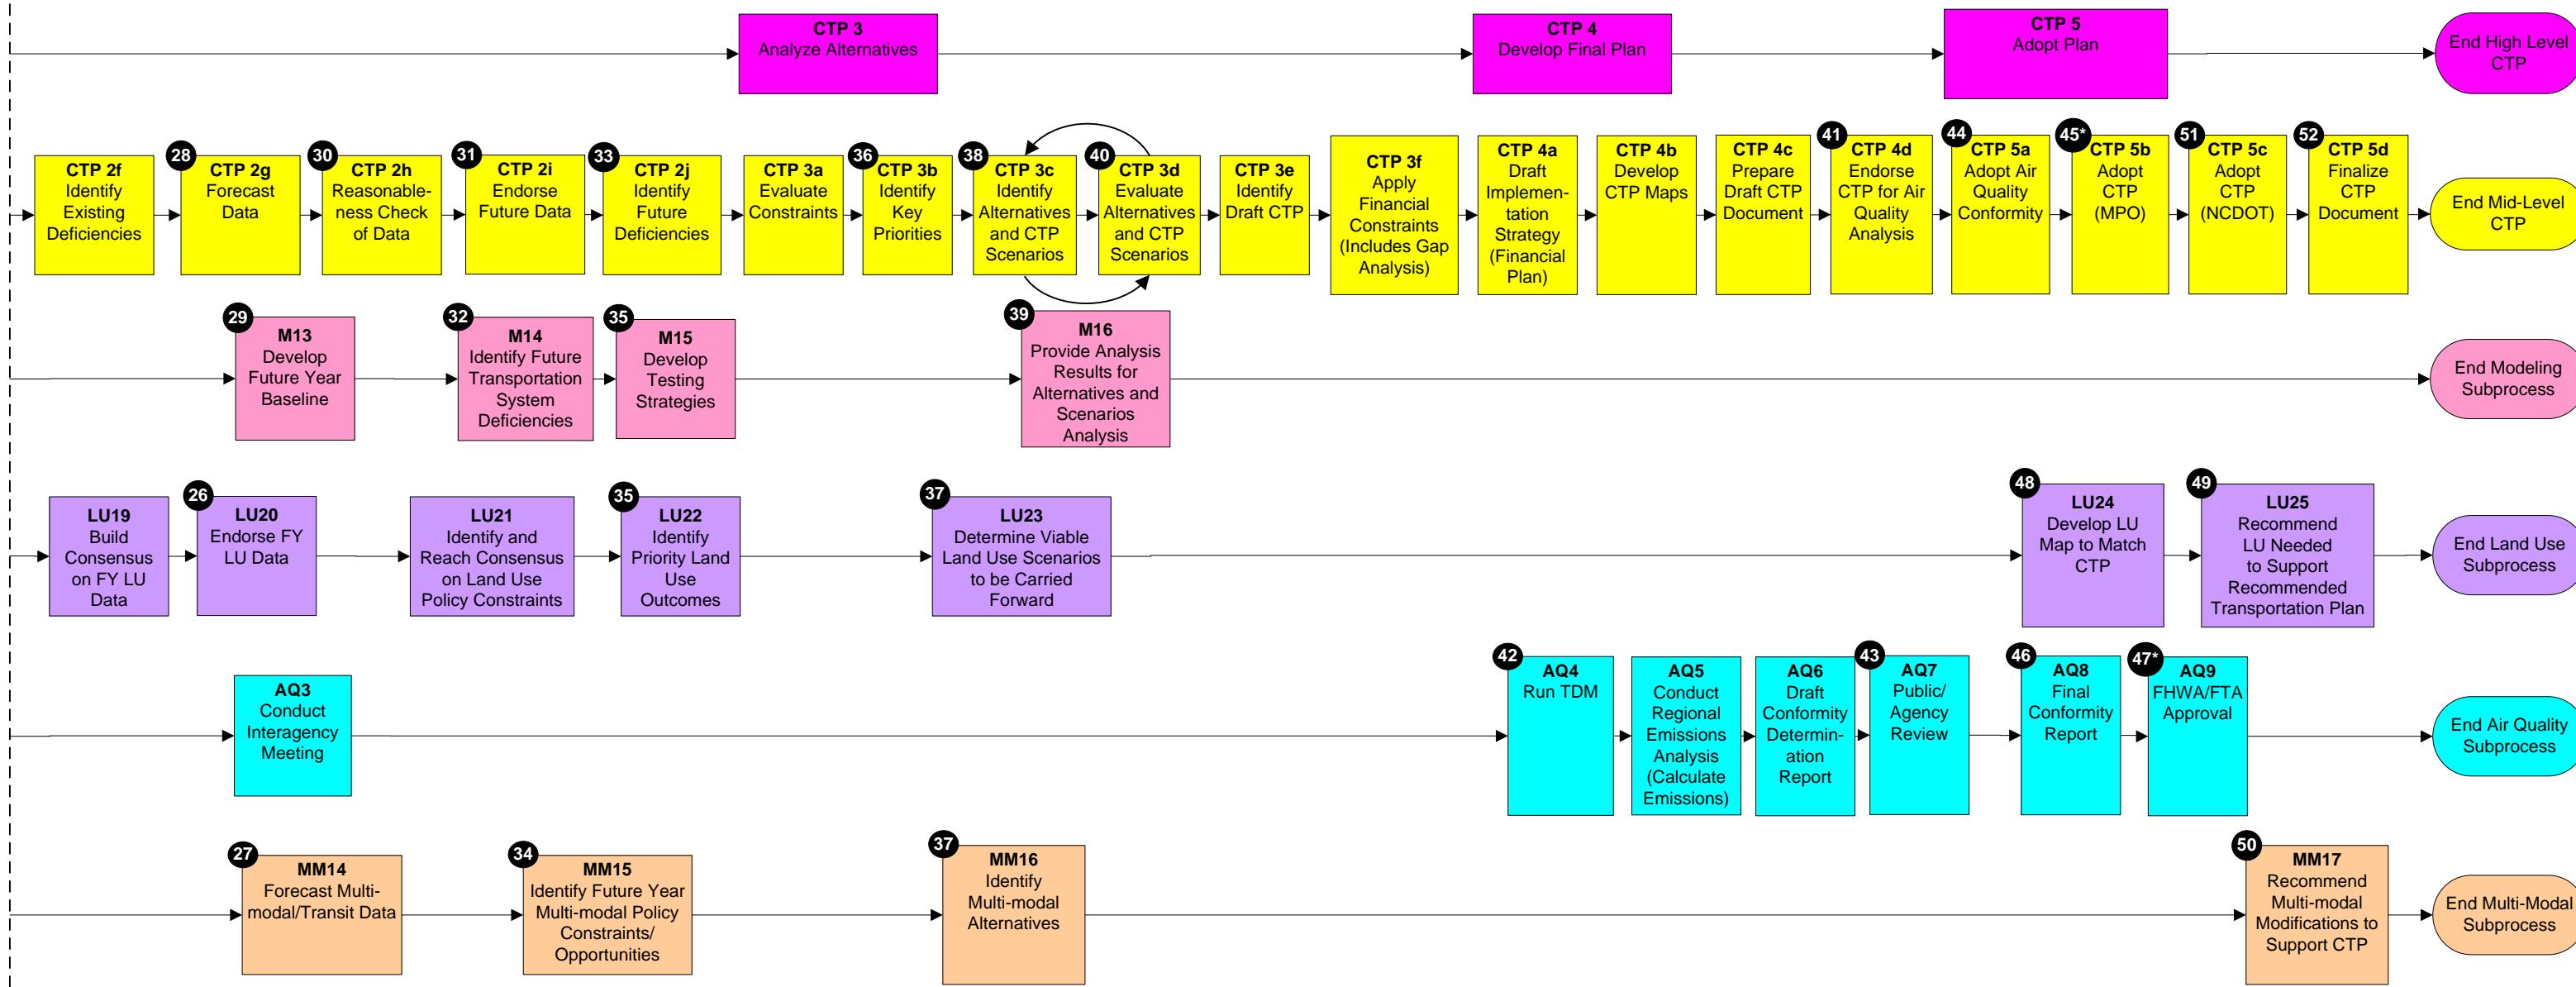 CTP 3
Analyze Alternatives
CTP 4
Develop Final Plan
CTP 5
Adopt Plan
End High Level
CTP
CTP 2f
Identify
Existing
Deficiencies
28
CTP 2g
Forecast
Data
30
CTP 2h
Reasonable-
ness Check
of Data
31
CTP 2i
Endorse
Future Data
33
CTP 2j
Identify
Future
Deficiencies
CTP 3a
Evaluate
Constraints
36
CTP 3b
Identify
Key
Priorities
38
CTP 3c
Identify
Alternatives
and CTP
Scenarios
40
CTP 3d
Evaluate
Alternatives
and CTP
Scenarios
CTP 3e
Identify
Draft CTP
CTP 3f
Apply
Financial
Constraints
(Includes Gap
Analysis)
CTP 4a
Draft
Implemen-
tation
Strategy
(Financial
Plan)
CTP 4b
Develop
CTP Maps
CTP 4c
Prepare
Draft CTP
Document
41
CTP 4d
Endorse
CTP for Air
Quality
Analysis
44
CTP 5a
Adopt Air
Quality
Conformity
45*
CTP 5b
Adopt
CTP
(MPO)
51
CTP 5c
Adopt
CTP
(NCDOT)
52
CTP 5d
Finalize
CTP
Document
End Mid-Level
CTP
29
M13
Develop
Future Year
Baseline
32
M14
Identify Future
Transportation
System
Deficiencies
35
M15
Develop
Testing
Strategies
39
M16
Provide Analysis
Results for
Alternatives and
Scenarios
Analysis
End Modeling
Subprocess
LU19
Build
Consensus
on FY LU
Data
26
LU20
Endorse FY
LU Data
LU21
Identify and
Reach Consensus
on Land Use
Policy Constraints
35
LU22
Identify
Priority Land
Use
Outcomes
37
LU23
Determine Viable
Land Use Scenarios
to be Carried
Forward
48
LU24
Develop LU
Map to Match
CTP
49
LU25
Recommend
LU Needed
to Support
Recommended
Transportation Plan
End Land Use
Subprocess
AQ3
Conduct
Interagency
Meeting
42
AQ4
Run TDM
AQ5
Conduct
Regional
Emissions
Analysis
(Calculate
Emissions)
AQ6
Draft
Conformity
Determin-
ation
Report
43
AQ7
Public/
Agency
Review
46
AQ8
Final
Conformity
Report
47*
AQ9
FHWA/FTA
Approval
End Air Quality
Subprocess
27
MM14
Forecast Multi-
modal/Transit Data
34
MM15
Identify Future Year
Multi-modal Policy
Constraints/
Opportunities
37
MM16
Identify
Multi-modal
Alternatives
50
MM17
Recommend
Multi-modal
Modifications to
Support CTP
End Multi-Modal
Subprocess